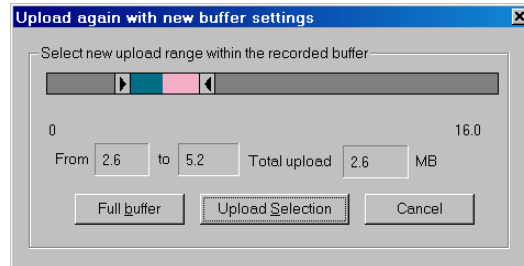 Upload again with new buffer settings
Select new upload range within the recorded buffer
0 16.0
From 2.6 to 5.2 Total upload 2.6 MB
Full buffer Upload Selection Cancel